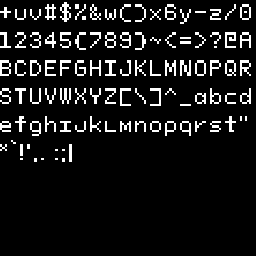 +uv#$%&w()x6y-z/0
12345{789}~<=>?@A
BCDEFGHIJKLMNOPQR
STUVWXYZ[\]^_abcd
efghijklmnopqrst"
*`!',. :;|